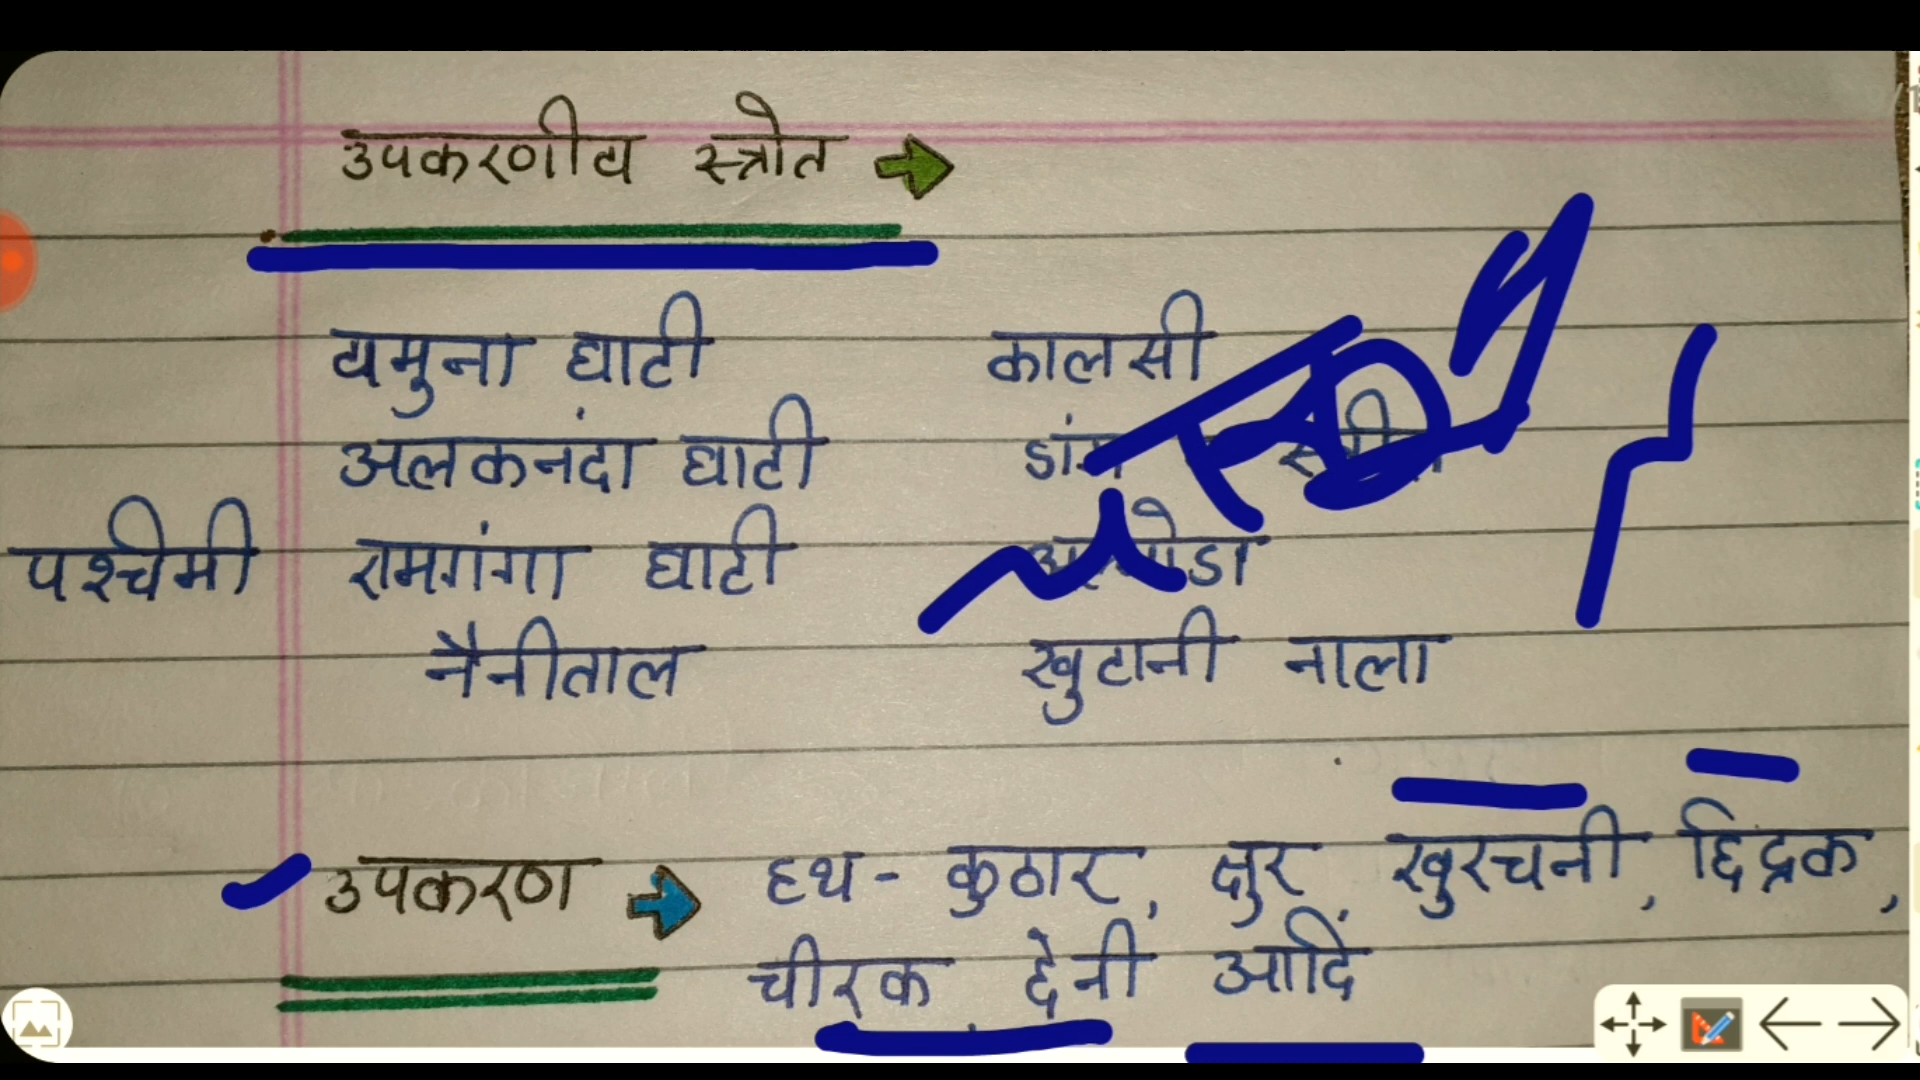 उपकरणीय स्त्रोत
यमुना घाटी कालसी
अलकनंदा घाटी
पश्चिमी रामगंगा घाटी
नैनीताल खुटानी नाला
उपकरण हथ-कुठार, क्षुर खुरचनी, छिद्रक,
चीरक, छेनी आदि